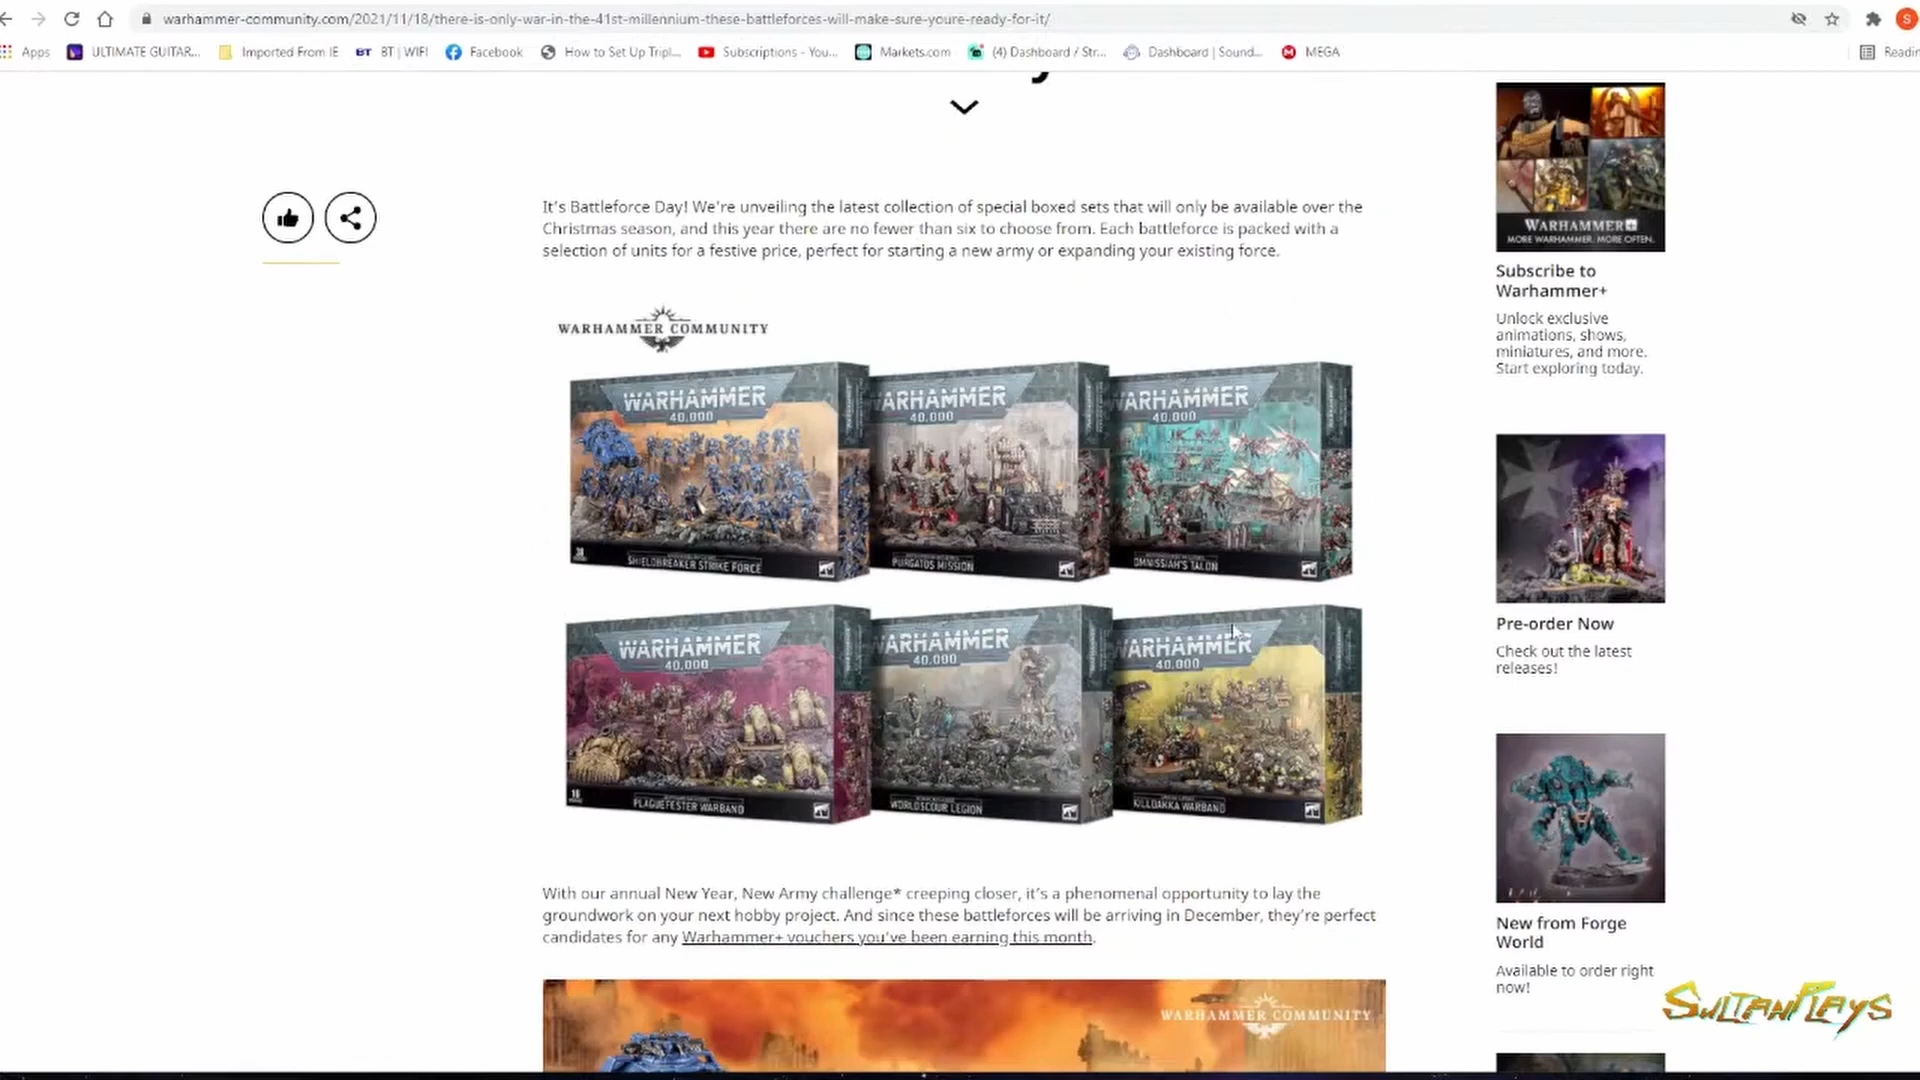 warhammer-community.com/2021/11/18/there-is-only-war-in-the-41st-millennium-these-battleforces-will-make-sure-youre-ready-for-it/
S
Apps
ULTIMATE GUITAR...
Imported From IE
BT BT | WIFI
Facebook
How to Set Up Tripl...
Subscriptions - You...
Markets.com
(4) Dashboard / Str...
Dashboard | Sound...
MEGA
Readin
It's Battleforce Day! We're unveiling the latest collection of special boxed sets that will only be available over the
Christmas season, and this year there are no fewer than six to choose from. Each battleforce is packed with a
selection of units for a festive price, perfect for starting a new army or expanding your existing force.
WARHAMMER COMMUNITY
WARHAMMER
40,000
SHIELDBREAKER STRIKE FORCE
WARHAMMER
40,000
PURGATOS MISSION
WARHAMMER
40,000
OMNISSIAH'S TALON
WARHAMMER
40,000
PLAGUEFESTER WARBAND
WARHAMMER
40,000
WORLDSCOUR LEGION
WARHAMMER
40,000
KILLDAKKA WARBAND
With our annual New Year, New Army challenge* creeping closer, it's a phenomenal opportunity to lay the
groundwork on your next hobby project. And since these battleforces will be arriving in December, they're perfect
candidates for any Warhammer+ vouchers you've been earning this month.
WARHAMMER COMMUNITY
WARHAMMER+
MORE WARHAMMER. MORE OFTEN.
Subscribe to
Warhammer+
Unlock exclusive
animations, shows,
miniatures, and more.
Start exploring today.
Pre-order Now
Check out the latest
releases!
New from Forge
World
Available to order right
now!
SULTANPLAYS